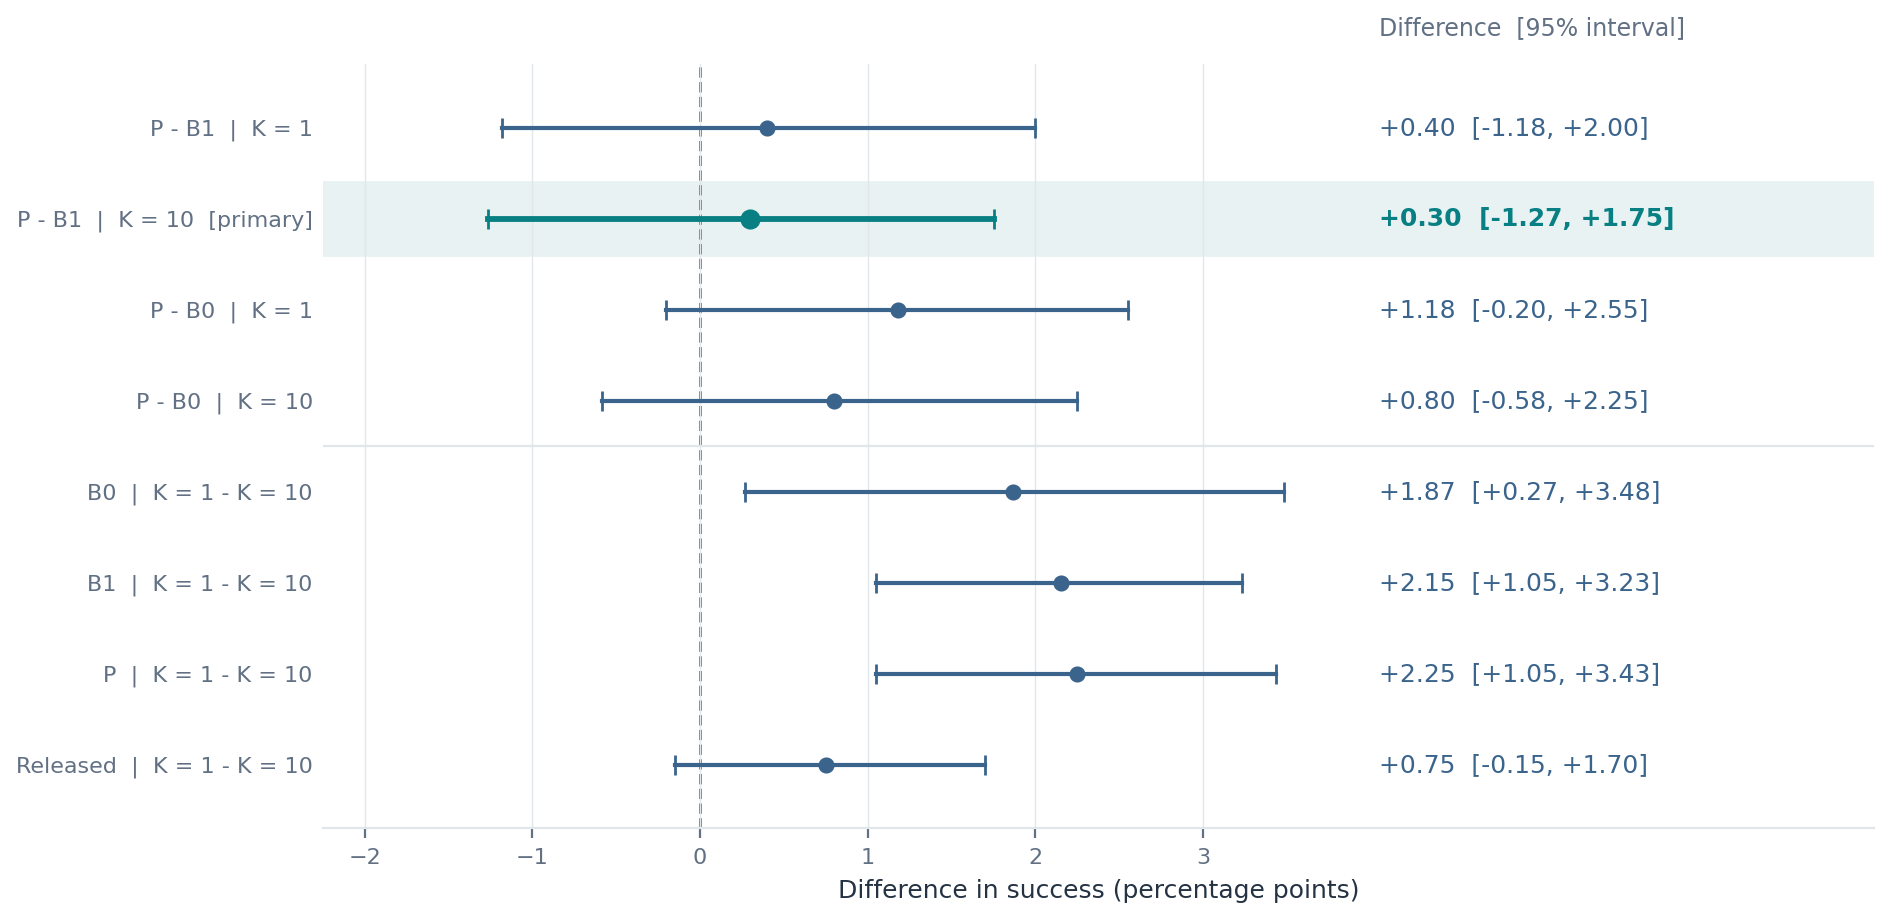 Difference  [95% interval]
P - B1  |  K = 1  +0.40  [-1.18, +2.00]
P - B1  |  K = 10  [primary]  +0.30  [-1.27, +1.75]
P - B0  |  K = 1  +1.18  [-0.20, +2.55]
P - B0  |  K = 10  +0.80  [-0.58, +2.25]
B0  |  K = 1 - K = 10  +1.87  [+0.27, +3.48]
B1  |  K = 1 - K = 10  +2.15  [+1.05, +3.23]
P  |  K = 1 - K = 10  +2.25  [+1.05, +3.43]
Released  |  K = 1 - K = 10  +0.75  [-0.15, +1.70]
−2 −1 0 1 2 3
Difference in success (percentage points)